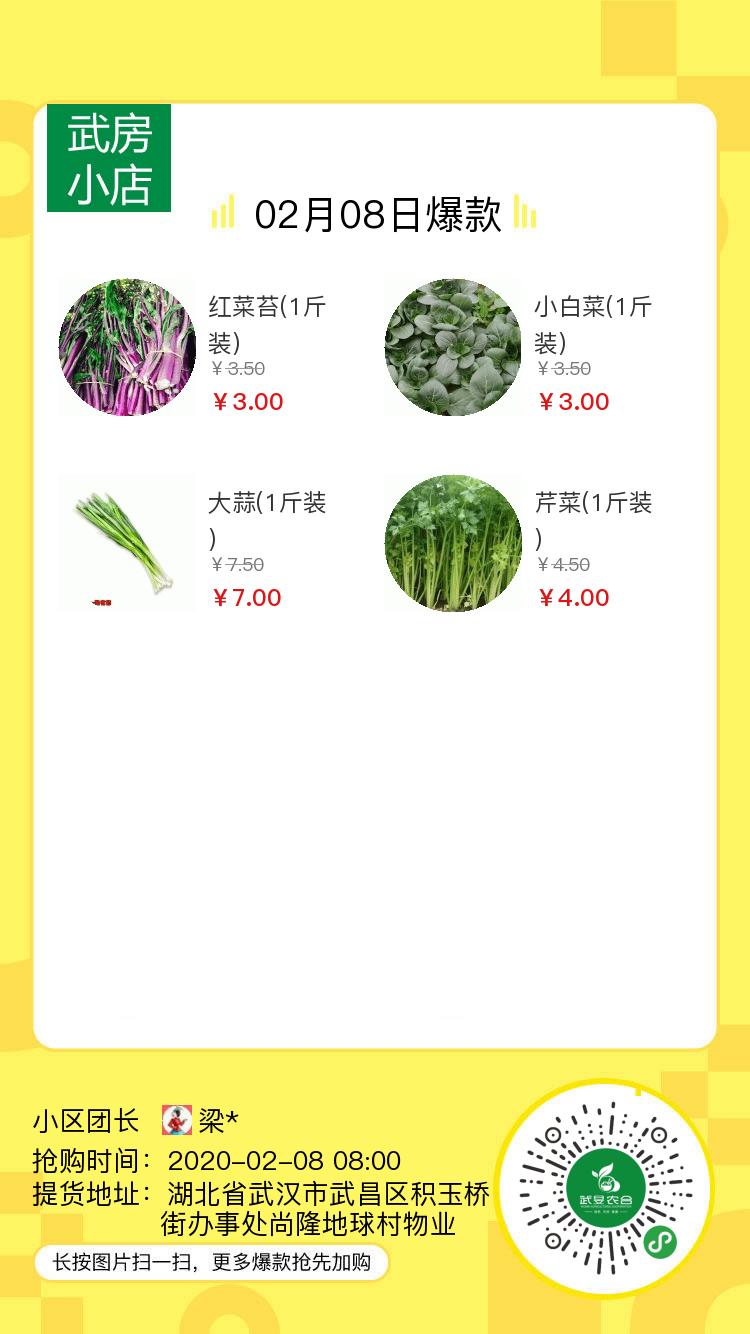 武房
小店
02月08日爆款
红菜苔(1斤
装)
￥3.50
￥3.00
小白菜(1斤
装)
￥3.50
￥3.00
大蒜(1斤装
)
￥7.50
￥7.00
芹菜(1斤装
)
￥4.50
￥4.00
小区团长 梁*
抢购时间：2020-02-08 08:00
提货地址：湖北省武汉市武昌区积玉桥
街办事处尚隆地球村物业
长按图片扫一扫，更多爆款抢先加购